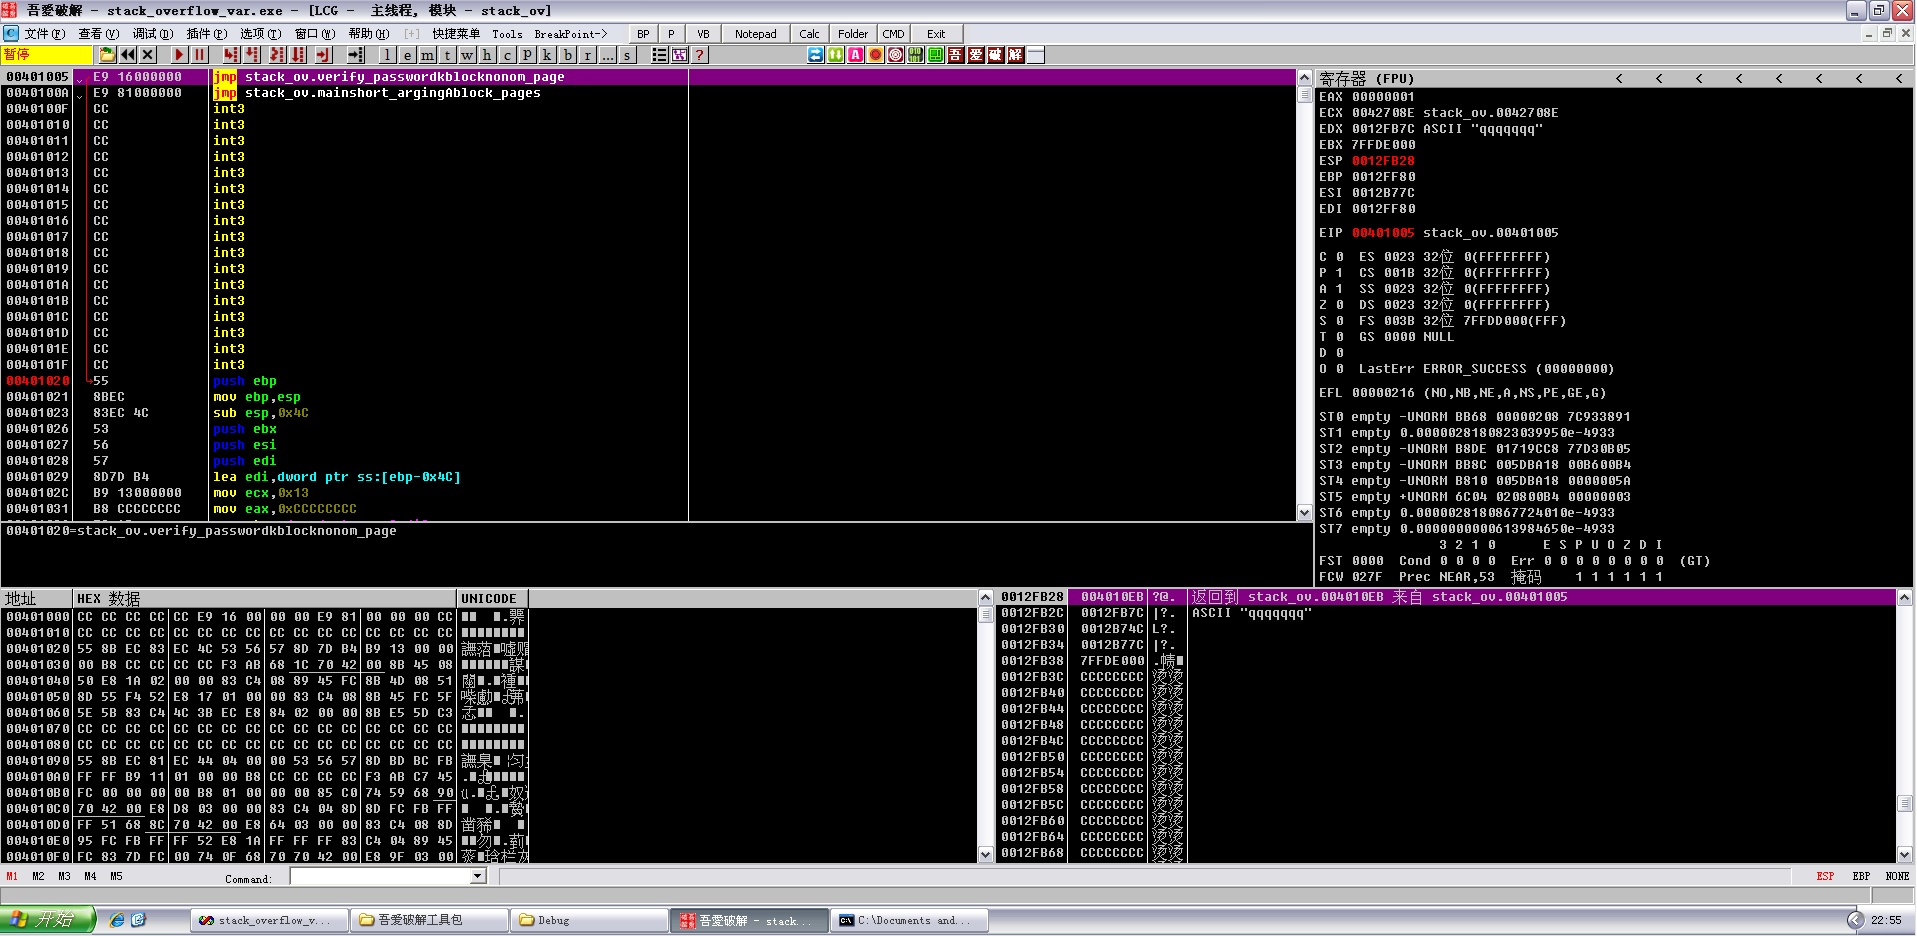 吾爱破解 - stack_overflow_var.exe - [LCG -  主线程, 模块 - stack_ov]
文件(F) 查看(V) 调试(D) 插件(P) 选项(T) 窗口(W) 帮助(H) [+] 快捷菜单 Tools BreakPoint-> BP P VB Notepad Calc Folder CMD Exit
暂停 l e m t w h c p k b r ... s ? 吾 爱 破 解
00401005 E9 16000000 jmp stack_ov.verify_passwordkblocknonom_page
0040100A E9 81000000 jmp stack_ov.mainshort_argingAblock_pages
0040100F CC int3
00401010 CC int3
00401011 CC int3
00401012 CC int3
00401013 CC int3
00401014 CC int3
00401015 CC int3
00401016 CC int3
00401017 CC int3
00401018 CC int3
00401019 CC int3
0040101A CC int3
0040101B CC int3
0040101C CC int3
0040101D CC int3
0040101E CC int3
0040101F CC int3
00401020 55 push ebp
00401021 8BEC mov ebp,esp
00401023 83EC 4C sub esp,0x4C
00401026 53 push ebx
00401027 56 push esi
00401028 57 push edi
00401029 8D7D B4 lea edi,dword ptr ss:[ebp-0x4C]
0040102C B9 13000000 mov ecx,0x13
00401031 B8 CCCCCCCC mov eax,0xCCCCCCCC
00401020=stack_ov.verify_passwordkblocknonom_page
寄存器 (FPU) < < < < < < < <
EAX 00000001
ECX 0042708E stack_ov.0042708E
EDX 0012FB7C ASCII "qqqqqqq"
EBX 7FFDE000
ESP 0012FB28
EBP 0012FF80
ESI 0012B77C
EDI 0012FF80
EIP 00401005 stack_ov.00401005
C 0 ES 0023 32位 0(FFFFFFFF)
P 1 CS 001B 32位 0(FFFFFFFF)
A 1 SS 0023 32位 0(FFFFFFFF)
Z 0 DS 0023 32位 0(FFFFFFFF)
S 0 FS 003B 32位 7FFDD000(FFF)
T 0 GS 0000 NULL
D 0
O 0 LastErr ERROR_SUCCESS (00000000)
EFL 00000216 (NO,NB,NE,A,NS,PE,GE,G)
ST0 empty -UNORM BB68 00000208 7C933891
ST1 empty 0.0000028180823039950e-4933
ST2 empty -UNORM B8DE 01719CC8 77D30B05
ST3 empty -UNORM BB8C 005DBA18 00B600B4
ST4 empty -UNORM B810 005DBA18 0000005A
ST5 empty +UNORM 6C04 020800B4 00000003
ST6 empty 0.0000028180867724010e-4933
ST7 empty 0.0000000000613984650e-4933
3 2 1 0 E S P U O Z D I
FST 0000 Cond 0 0 0 0 Err 0 0 0 0 0 0 0 0 (GT)
FCW 027F Prec NEAR,53 掩码 1 1 1 1 1 1
地址 HEX 数据 UNICODE
00401000 CC CC CC CC CC E9 16 00 00 00 E9 81 00 00 00 CC
00401010 CC CC CC CC CC CC CC CC CC CC CC CC CC CC CC CC
00401020 55 8B EC 83 EC 4C 53 56 57 8D 7D B4 B9 13 00 00
00401030 00 B8 CC CC CC CC F3 AB 68 1C 70 42 00 8B 45 08
00401040 50 E8 1A 02 00 00 83 C4 08 89 45 FC 8B 4D 08 51
00401050 8D 55 F4 52 E8 17 01 00 00 83 C4 08 8B 45 FC 5F
00401060 5E 5B 83 C4 4C 3B EC E8 84 02 00 00 8B E5 5D C3
00401070 CC CC CC CC CC CC CC CC CC CC CC CC CC CC CC CC
00401080 CC CC CC CC CC CC CC CC CC CC CC CC CC CC CC CC
00401090 55 8B EC 81 EC 44 04 00 00 53 56 57 8D BD BC FB
004010A0 FF FF B9 11 01 00 00 B8 CC CC CC CC F3 AB C7 45
004010B0 FC 00 00 00 00 B8 01 00 00 00 85 C0 74 59 68 90
004010C0 70 42 00 E8 D8 03 00 00 83 C4 04 8D 8D FC FB FF
004010D0 FF 51 68 8C 70 42 00 E8 64 03 00 00 83 C4 08 8D
004010E0 95 FC FB FF FF 52 E8 1A FF FF FF 83 C4 04 89 45
004010F0 FC 83 7D FC 00 74 0F 68 70 70 42 00 E8 9F 03 00
0012FB28 004010EB ?@. 返回到 stack_ov.004010EB 来自 stack_ov.00401005
0012FB2C 0012FB7C |?. ASCII "qqqqqqq"
0012FB30 0012B74C L?.
0012FB34 0012B77C |?.
0012FB38 7FFDE000
0012FB3C CCCCCCCC 烫烫
0012FB40 CCCCCCCC 烫烫
0012FB44 CCCCCCCC 烫烫
0012FB48 CCCCCCCC 烫烫
0012FB4C CCCCCCCC 烫烫
0012FB50 CCCCCCCC 烫烫
0012FB54 CCCCCCCC 烫烫
0012FB58 CCCCCCCC 烫烫
0012FB5C CCCCCCCC 烫烫
0012FB60 CCCCCCCC 烫烫
0012FB64 CCCCCCCC 烫烫
0012FB68 CCCCCCCC 烫烫
M1 M2 M3 M4 M5 Command: ESP EBP NONE
开始 stack_overflow_v... 吾爱破解工具包 Debug 吾爱破解 - stack... C:\Documents and... 22:55